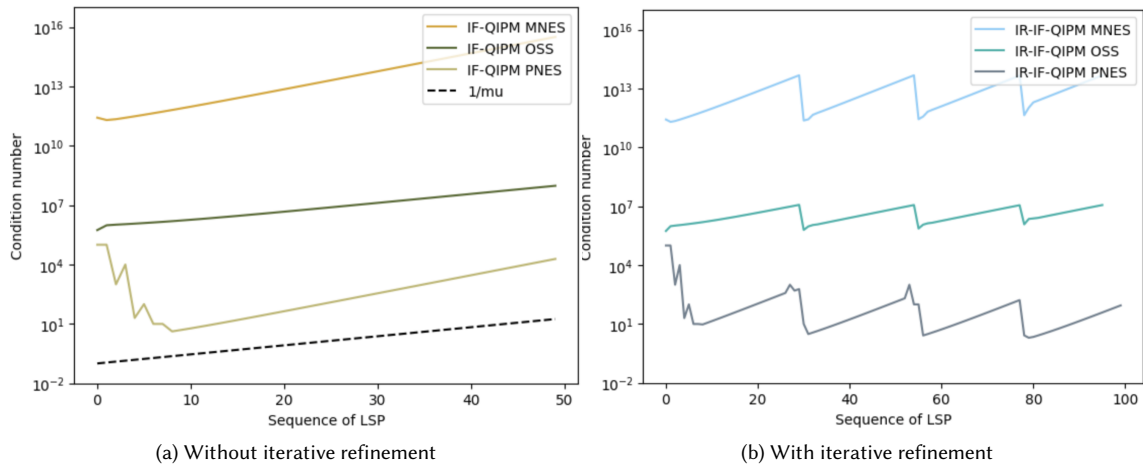 10^16
10^13
10^10
10^7
10^4
10^1
10^−2
Condition number
0
10
20
30
40
50
Sequence of LSP
IF-QIPM MNES
IF-QIPM OSS
IF-QIPM PNES
1/mu
(a) Without iterative refinement
10^16
10^13
10^10
10^7
10^4
10^1
10^−2
Condition number
0
20
40
60
80
100
Sequence of LSP
IR-IF-QIPM MNES
IR-IF-QIPM OSS
IR-IF-QIPM PNES
(b) With iterative refinement